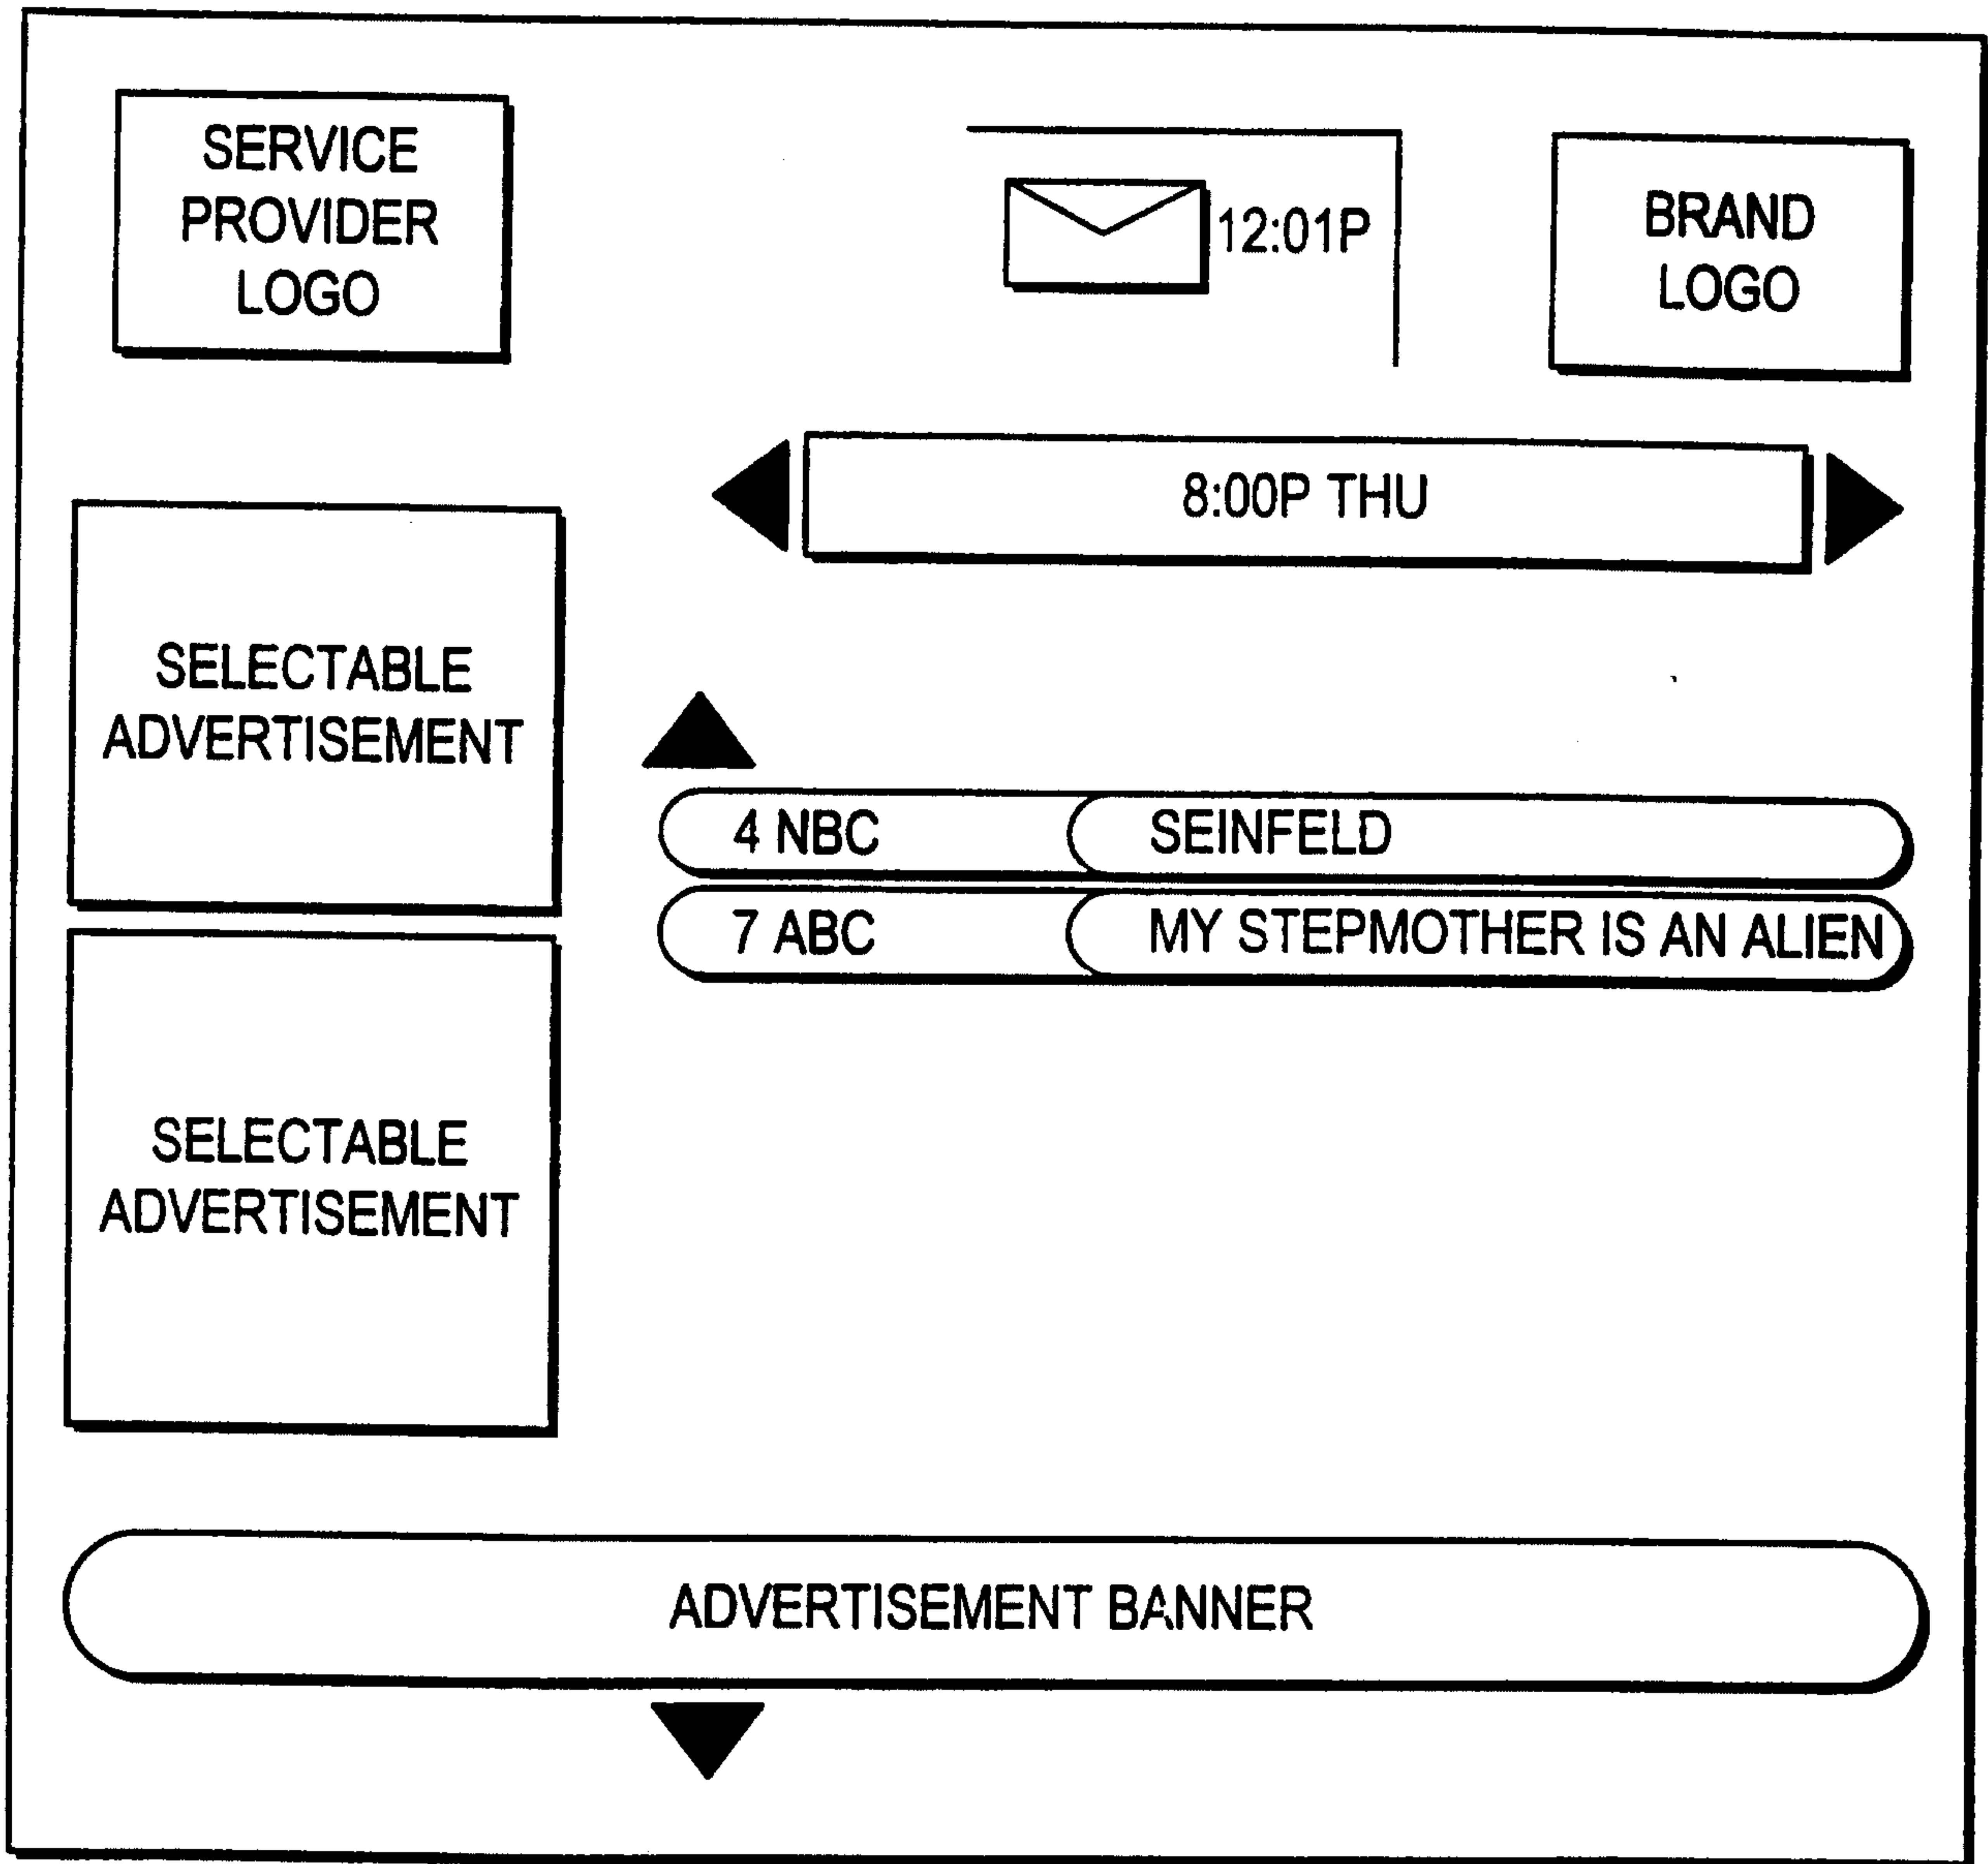 SERVICE
PROVIDER
LOGO
12:01P
BRAND
LOGO
8:00P THU
SELECTABLE
ADVERTISEMENT
4 NBC SEINFELD
7 ABC MY STEPMOTHER IS AN ALIEN
SELECTABLE
ADVERTISEMENT
ADVERTISEMENT BANNER